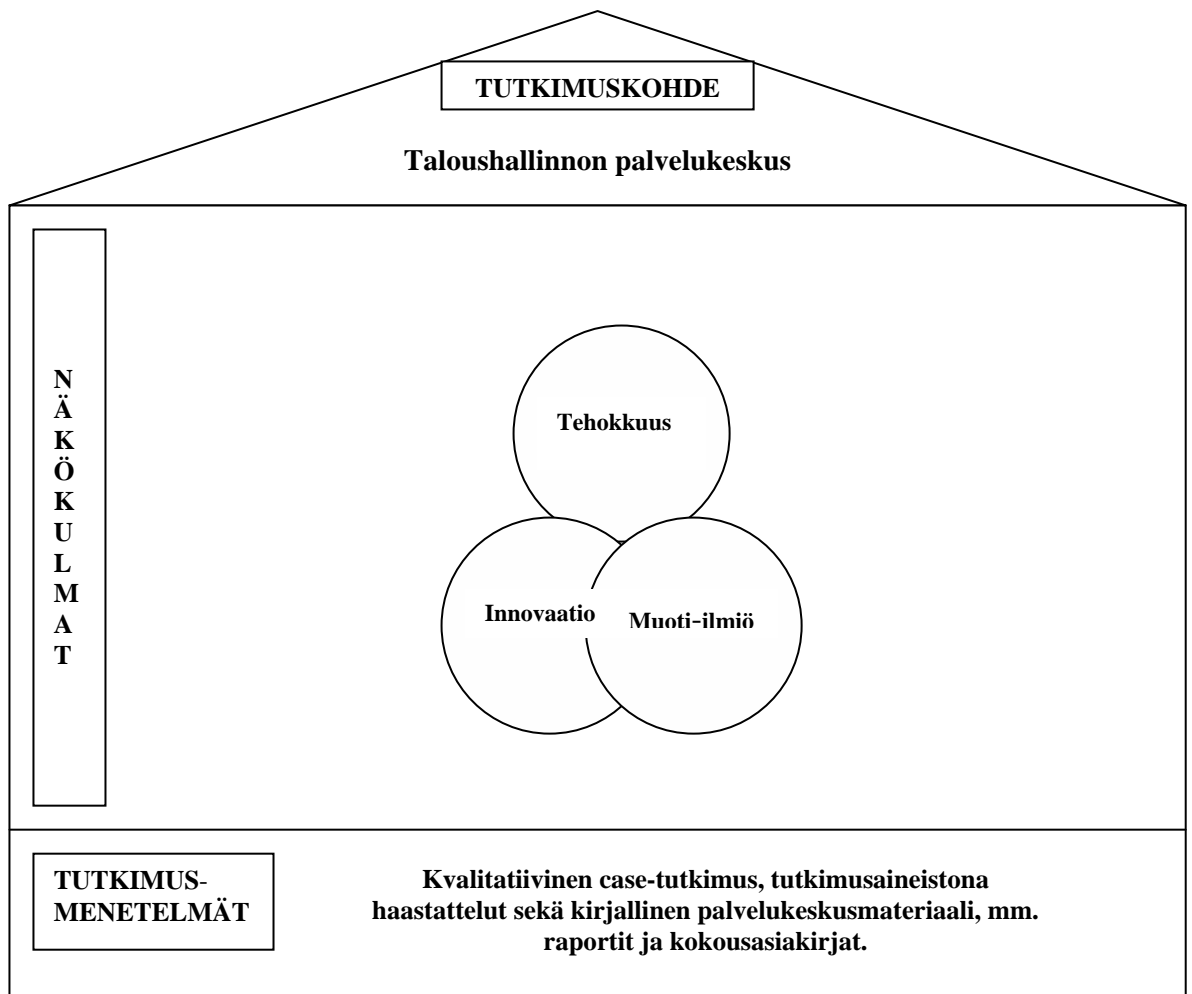 TUTKIMUSKOHDE
Taloushallinnon palvelukeskus
NÄKÖKULMAT
Tehokkuus
Innovaatio
Muoti-ilmiö
TUTKIMUS-
MENETELMÄT
Kvalitatiivinen case-tutkimus, tutkimusaineistona
haastattelut sekä kirjallinen palvelukeskusmateriaali, mm.
raportit ja kokousasiakirjat.